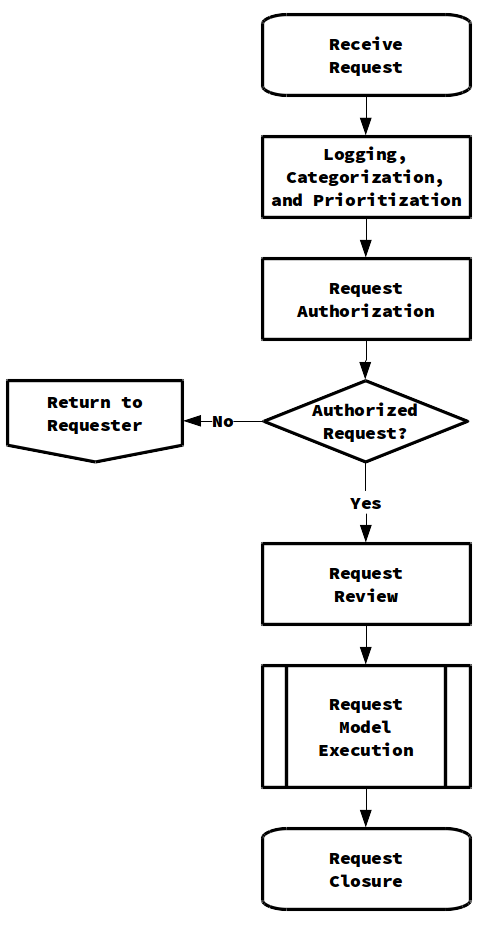 Receive
Request
Logging,
Categorization,
and Prioritization
Request
Authorization
Authorized
Request?
No
Return to
Requester
Yes
Request
Review
Request
Model
Execution
Request
Closure